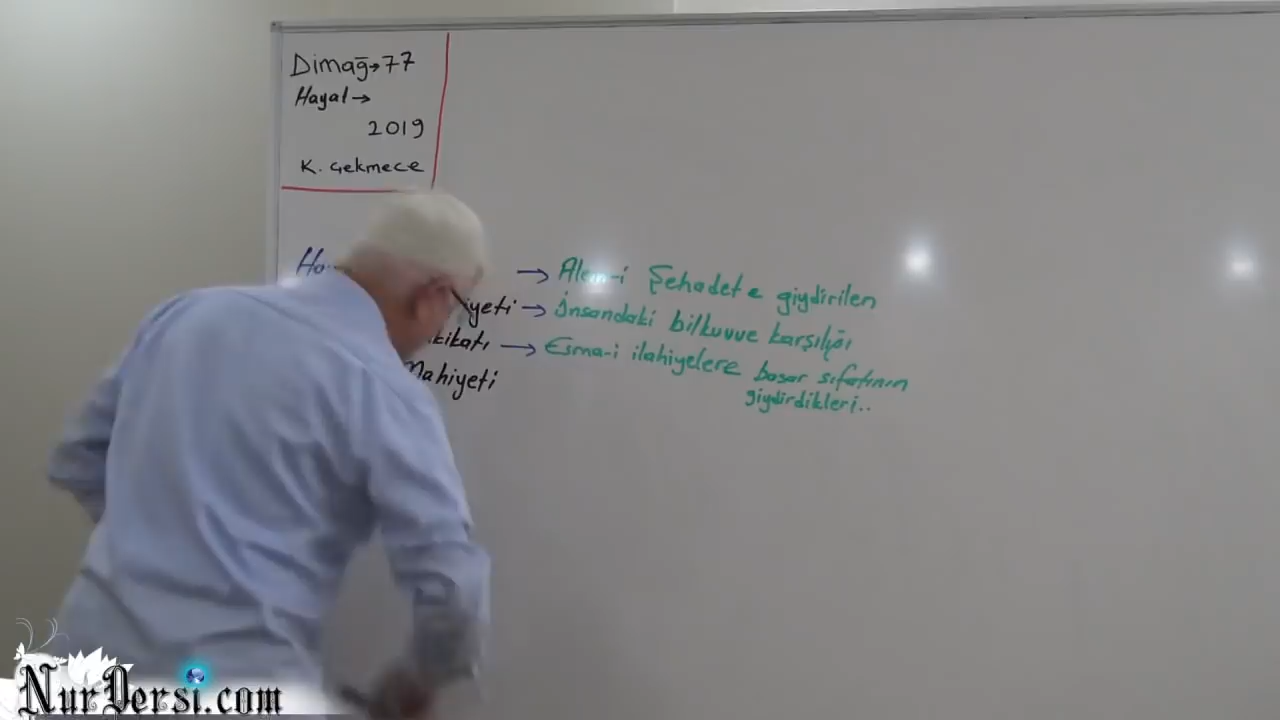 Dimağ→77
Hayal→
2019
K. Çekmece
→ Alem-i Şehadete giydirilen
iyeti → İnsandaki bilkuvve karşılığı
kikatı → Esma-i ilahiyelere basar sıfatının
giydirdikleri..
Mahiyeti
NurDersi.com